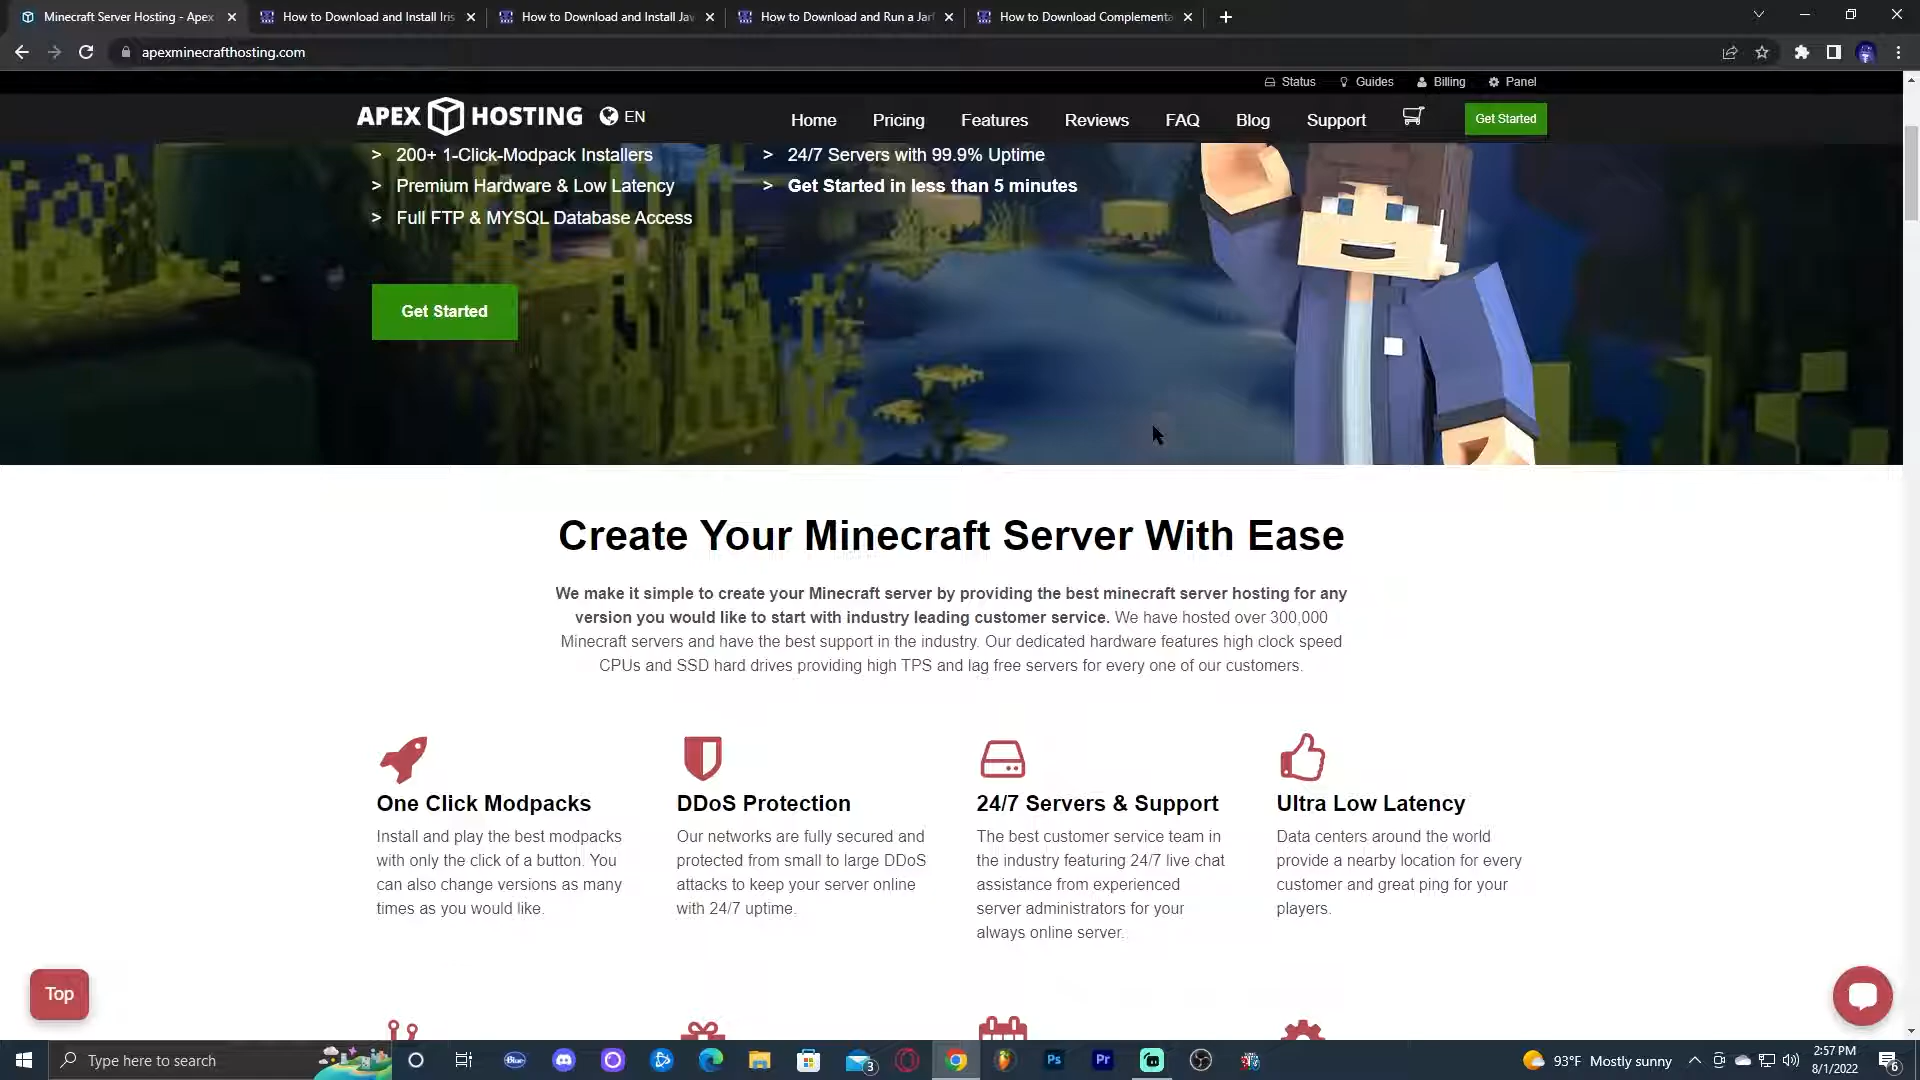 Minecraft Server Hosting - Apex
How to Download and Install Iris
How to Download and Install Jav
How to Download and Run a Jarf
How to Download Complementa
apexminecrafthosting.com
Status
Guides
Billing
Panel
APEX HOSTING
EN
Home
Pricing
Features
Reviews
FAQ
Blog
Support
Get Started
> 200+ 1-Click-Modpack Installers
> Premium Hardware & Low Latency
> Full FTP & MYSQL Database Access
> 24/7 Servers with 99.9% Uptime
> Get Started in less than 5 minutes
Get Started
Create Your Minecraft Server With Ease
We make it simple to create your Minecraft server by providing the best minecraft server hosting for any
version you would like to start with industry leading customer service. We have hosted over 300,000
Minecraft servers and have the best support in the industry. Our dedicated hardware features high clock speed
CPUs and SSD hard drives providing high TPS and lag free servers for every one of our customers.
One Click Modpacks
Install and play the best modpacks
with only the click of a button. You
can also change versions as many
times as you would like.
DDoS Protection
Our networks are fully secured and
protected from small to large DDoS
attacks to keep your server online
with 24/7 uptime.
24/7 Servers & Support
The best customer service team in
the industry featuring 24/7 live chat
assistance from experienced
server administrators for your
always online server.
Ultra Low Latency
Data centers around the world
provide a nearby location for every
customer and great ping for your
players.
Top
Type here to search
Blue
3
Ps
Pr
93°F Mostly sunny
2:57 PM
8/1/2022
6